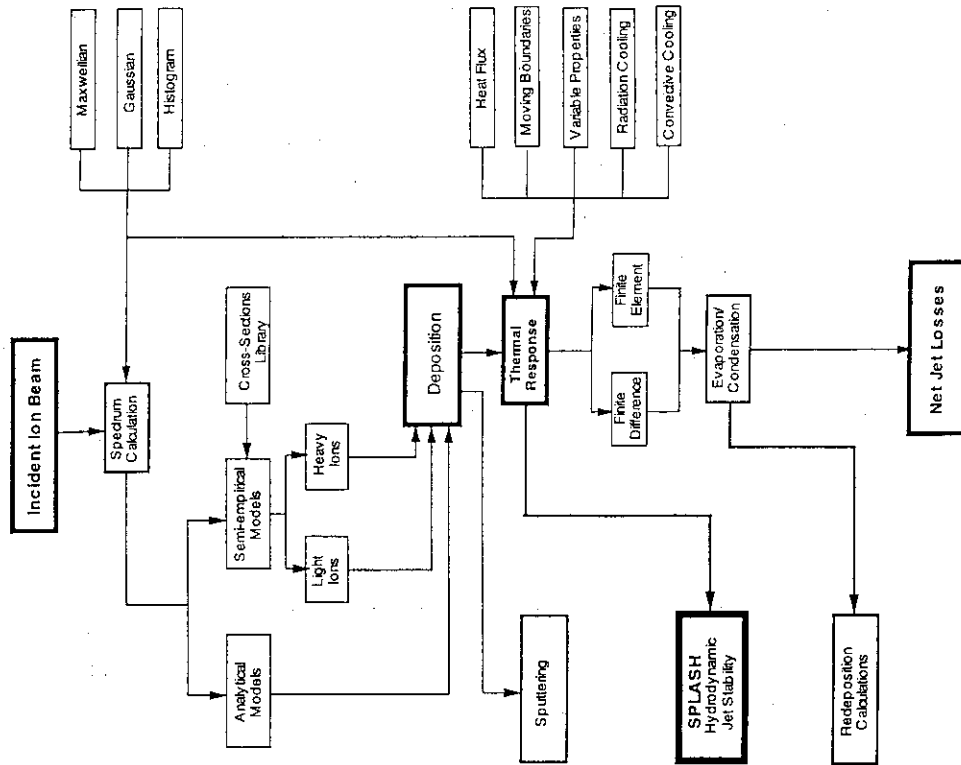 Incident Ion Beam
Maxwellian
Gaussian
Histogram
Spectrum
Calculation
Cross-Sections
Library
Analytical
Models
Semi-empirical
Models
Light
Ions
Heavy
Ions
Deposition
Sputtering
Heat Flux
Moving Boundaries
Variable Properties
Radiation Cooling
Convective Cooling
Thermal
Response
Finite
Difference
Finite
Element
SPLASH
Hydrodynamic
Jet Stability
Evaporation/
Condensation
Redeposition
Calculations
Net Jet Losses